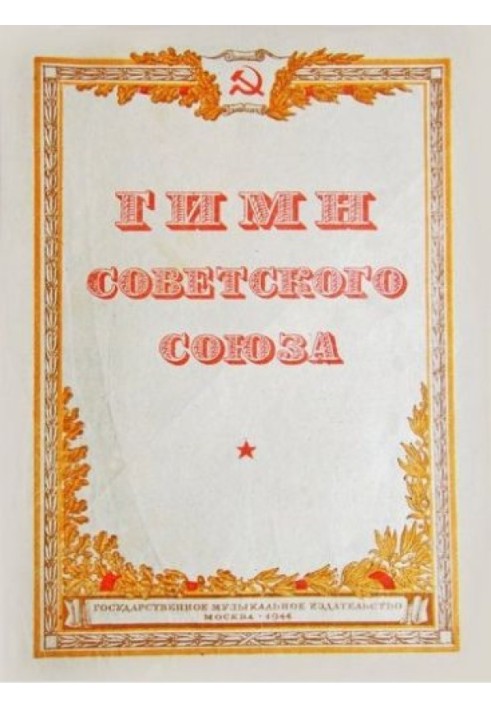 ГИМН
СОВЕТСКОГО
СОЮЗА
ГОСУДАРСТВЕННОЕ МУЗЫКАЛЬНОЕ ИЗДАТЕЛЬСТВО
МОСКВА · 1944